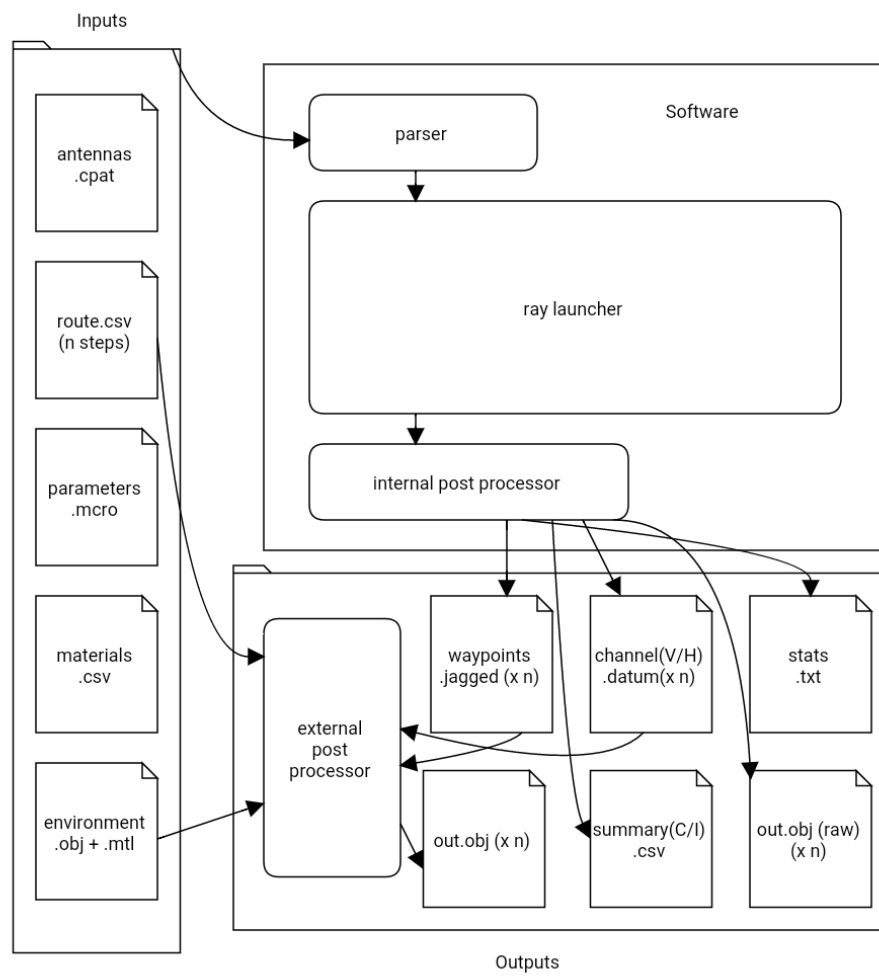 Inputs
antennas
.cpat
route.csv
(n steps)
parameters
.mcro
materials
.csv
environment
.obj + .mtl
Software
parser
ray launcher
internal post processor
external
post
processor
waypoints
.jagged (x n)
channel(V/H)
.datum(x n)
stats
.txt
out.obj (x n)
summary(C/I)
.csv
out.obj (raw)
(x n)
Outputs